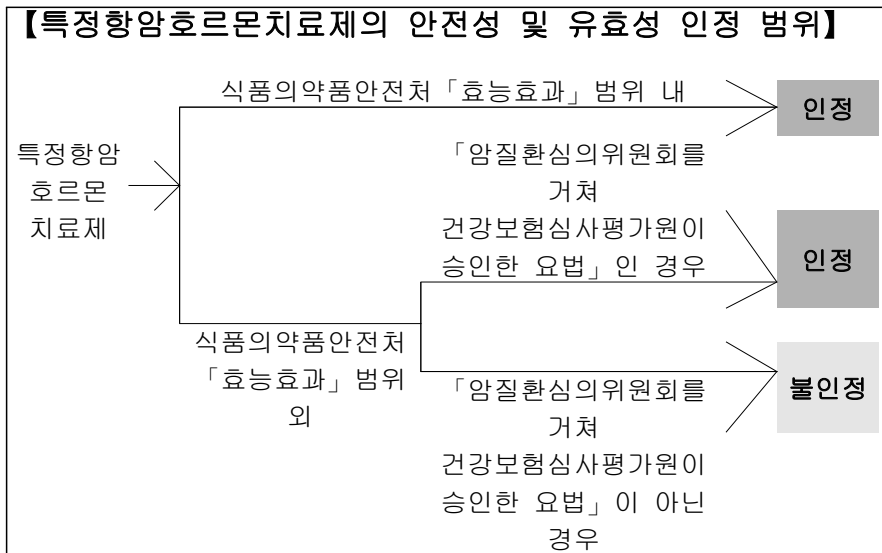 【특정항암호르몬치료제의 안전성 및 유효성 인정 범위】
식품의약품안전처「효능효과」범위 내
인정
특정항암
호르몬
치료제
「암질환심의위원회를
거쳐
건강보험심사평가원이
승인한 요법」인 경우
인정
식품의약품안전처
「효능효과」범위
외
「암질환심의위원회를
거쳐
건강보험심사평가원이
승인한 요법」이 아닌
경우
불인정